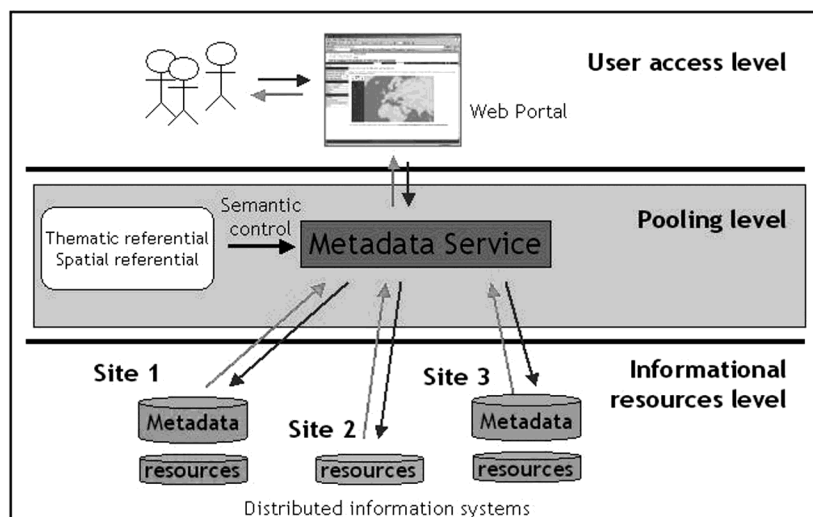 User access level
Web Portal
Pooling level
Semantic
control
Thematic referential
Spatial referential
Metadata Service
Informational
resources level
Site 1
Metadata
resources
Site 2
resources
Site 3
Metadata
resources
Distributed information systems